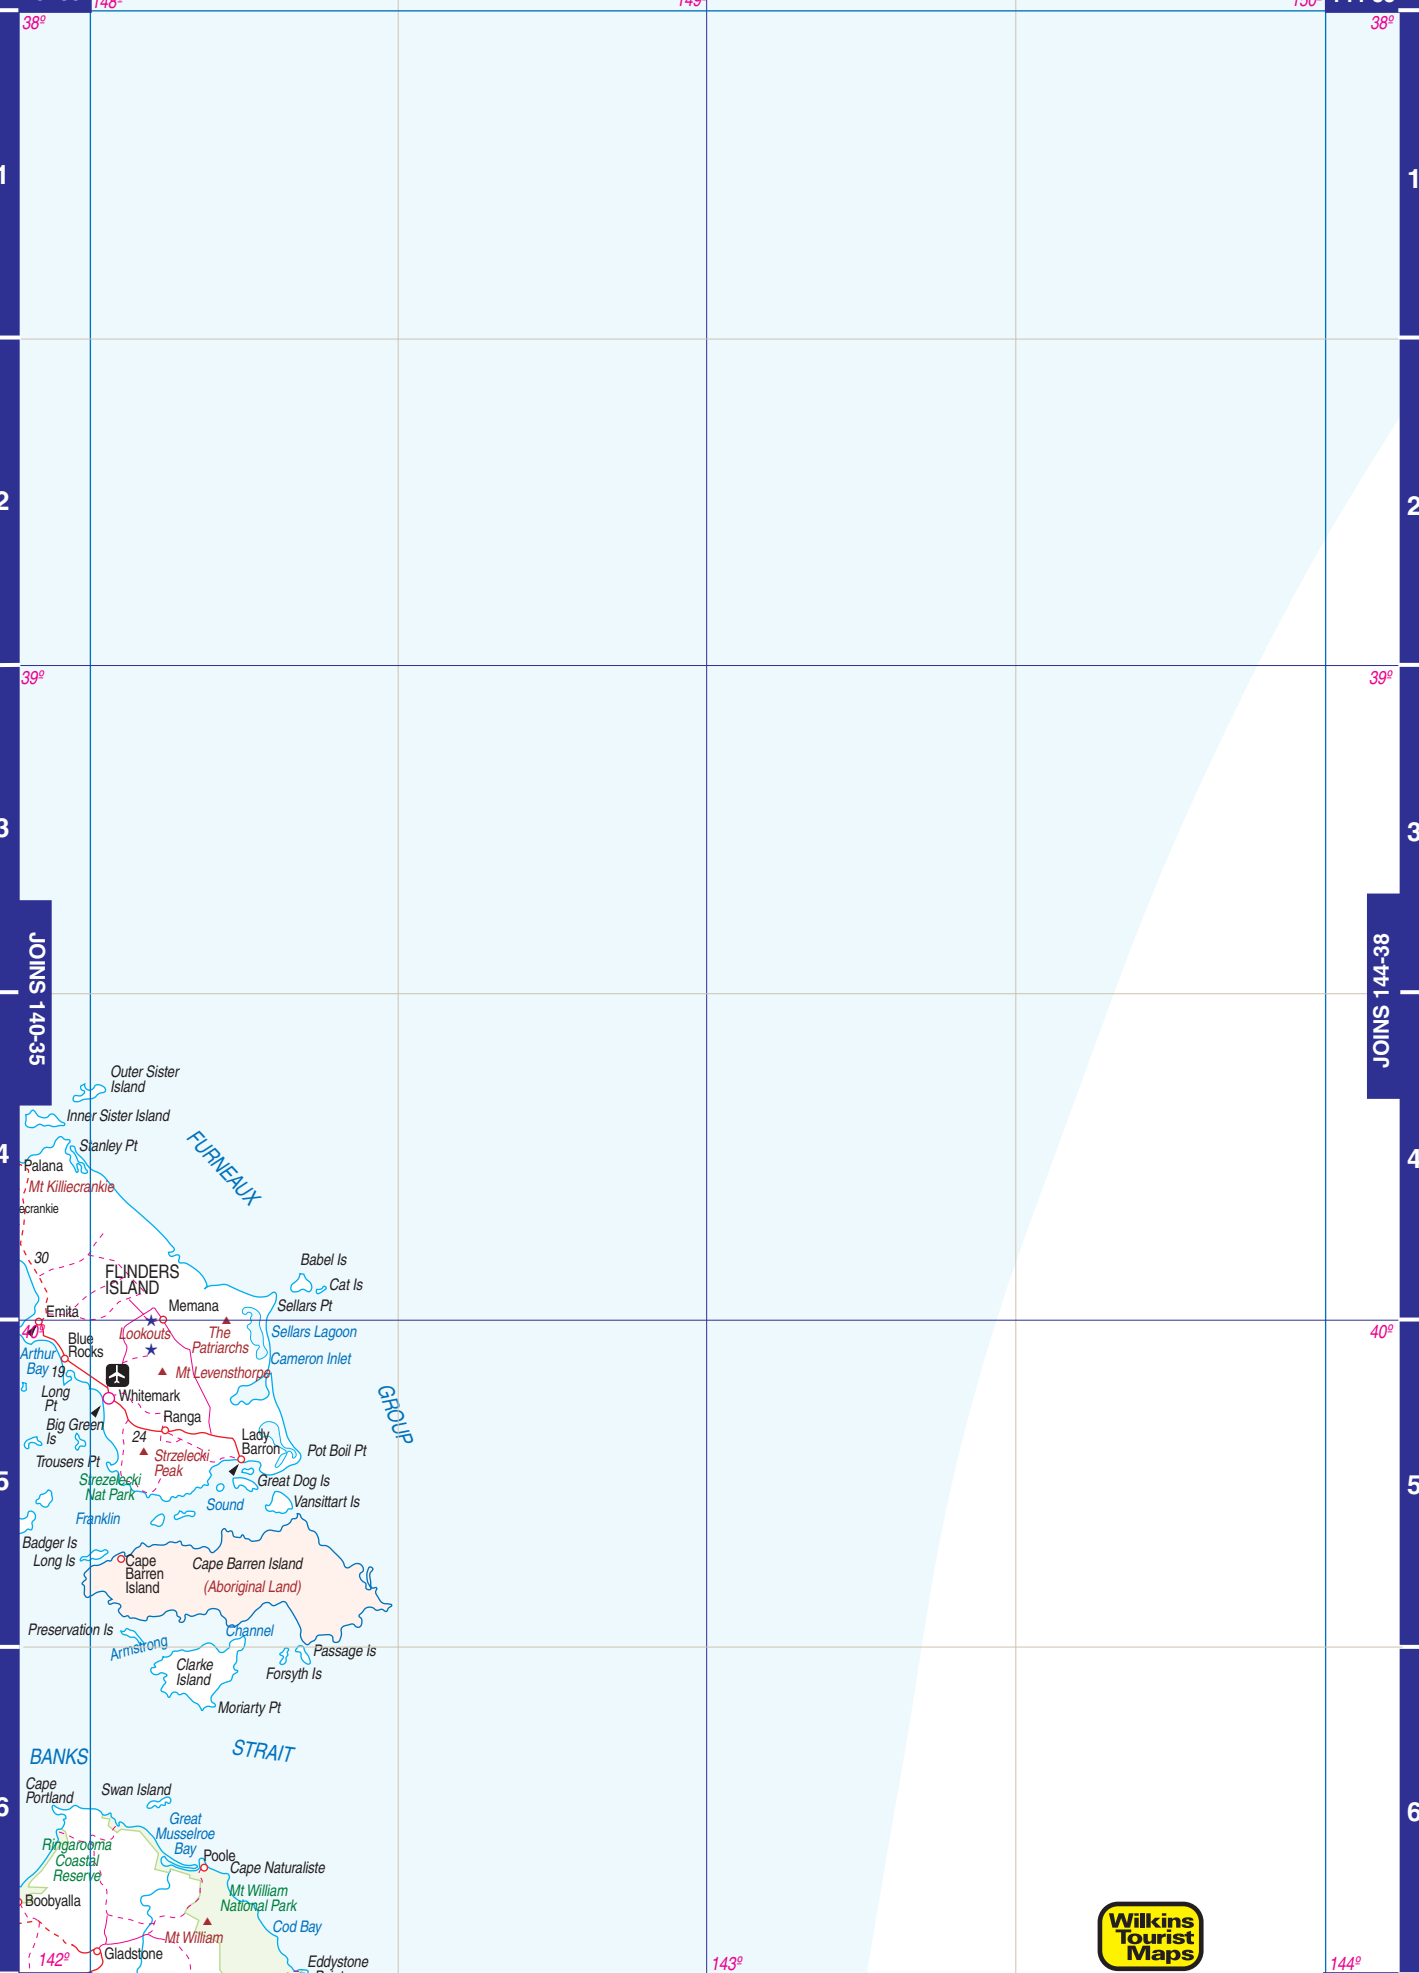 148º
149º
150º
38º
38º
1
1
2
2
39º
39º
3
3
JOINS 140-35
JOINS 144-38
Outer Sister
Island
Inner Sister Island
Stanley Pt
4
4
Palana
Mt Killiecrankie
ecrankie
FURNEAUX
30
FLINDERS
ISLAND
Babel Is
Cat Is
Memana
Sellars Pt
Emita
40º
40º
Lookouts
The
Patriarchs
Sellars Lagoon
Blue
Rocks
Arthur
Bay
Cameron Inlet
19
Mt Levensthorpe
Long
Pt
Whitemark
GROUP
Big Green
Is
Ranga
24
Lady
Barron
Pot Boil Pt
Trousers Pt
Strzelecki
Peak
Strezelecki
Nat Park
Great Dog Is
5
5
Sound
Vansittart Is
Franklin
Badger Is
Long Is
Cape
Barren
Island
Cape Barren Island
(Aboriginal Land)
Preservation Is
Armstrong
Channel
Passage Is
Clarke
Island
Forsyth Is
Moriarty Pt
BANKS
STRAIT
Cape
Portland
Swan Island
6
6
Great
Musselroe
Bay
Ringarooma
Coastal
Reserve
Poole
Cape Naturaliste
Mt William
National Park
Boobyalla
Cod Bay
Mt William
Gladstone
Eddystone
142º
143º
144º
Wilkins
Tourist
Maps